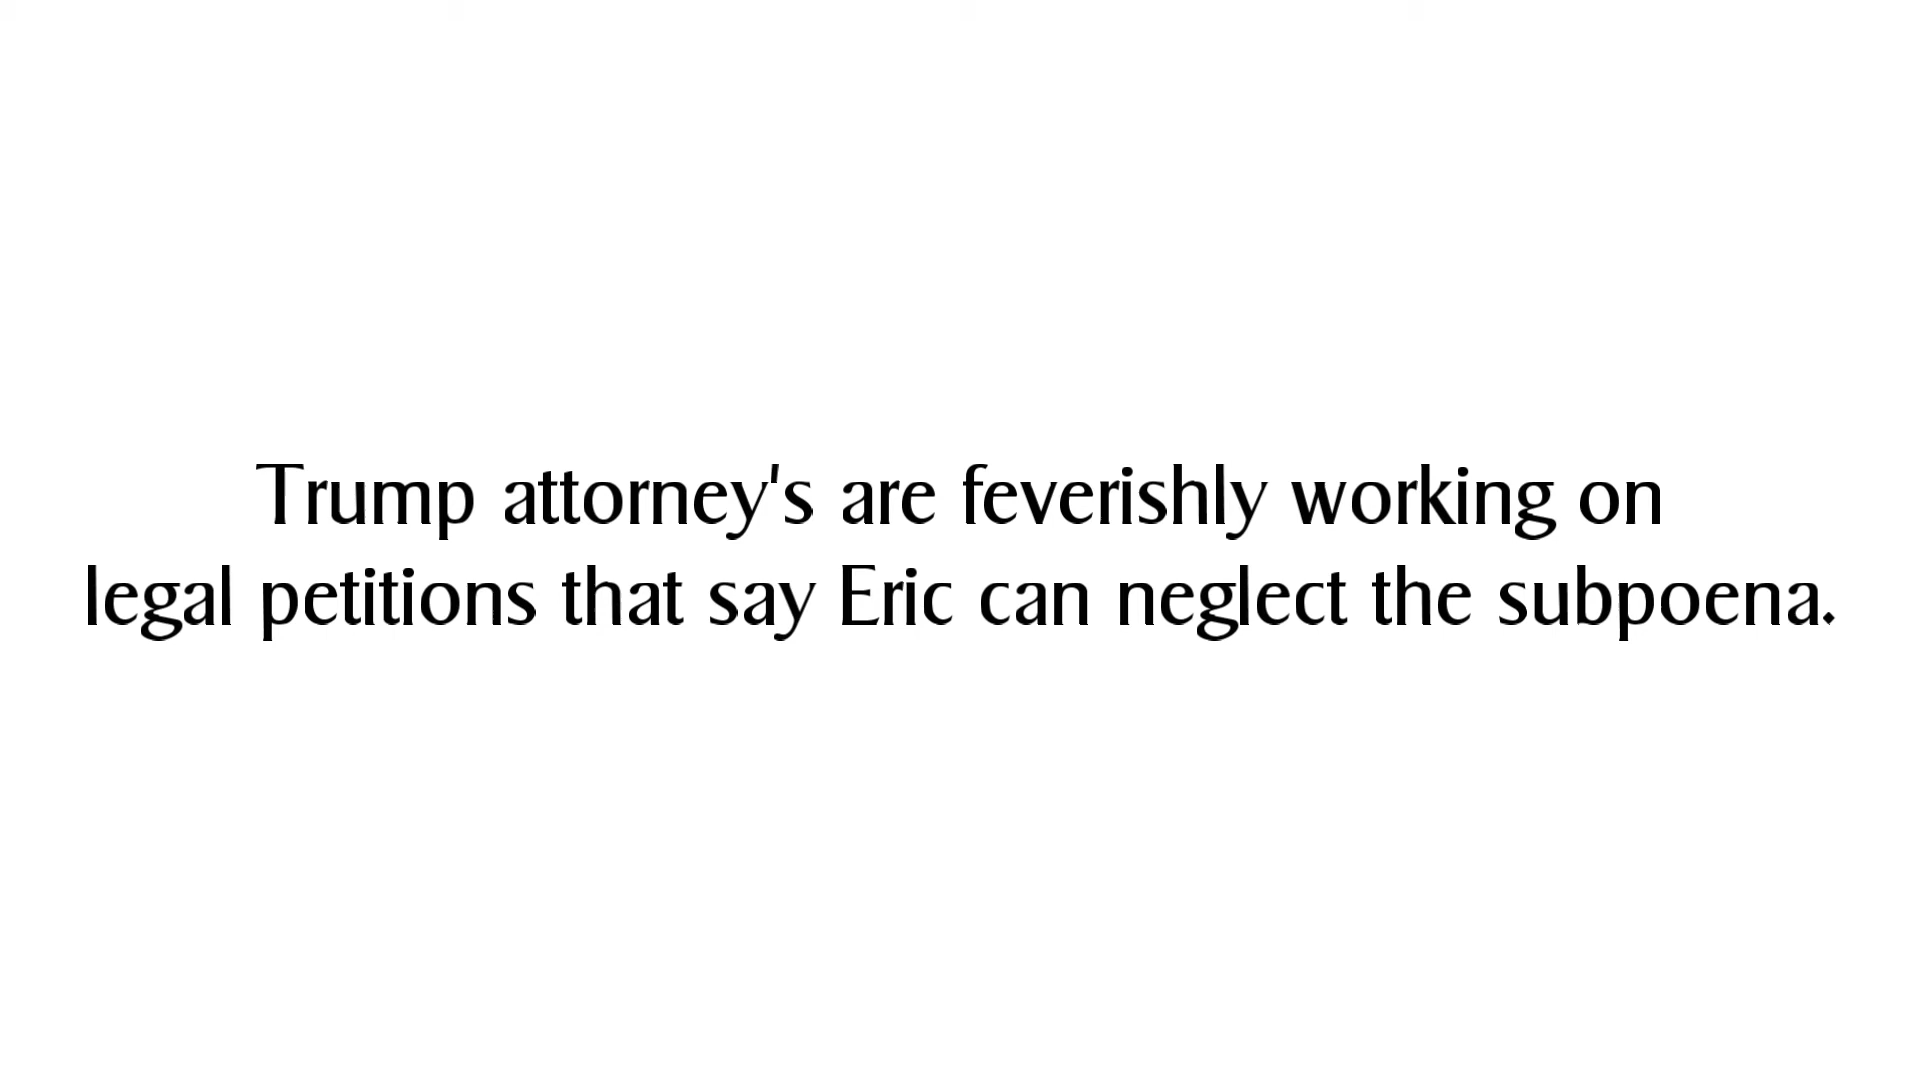 Trump attorney's are feverishly working on
legal petitions that say Eric can neglect the subpoena.